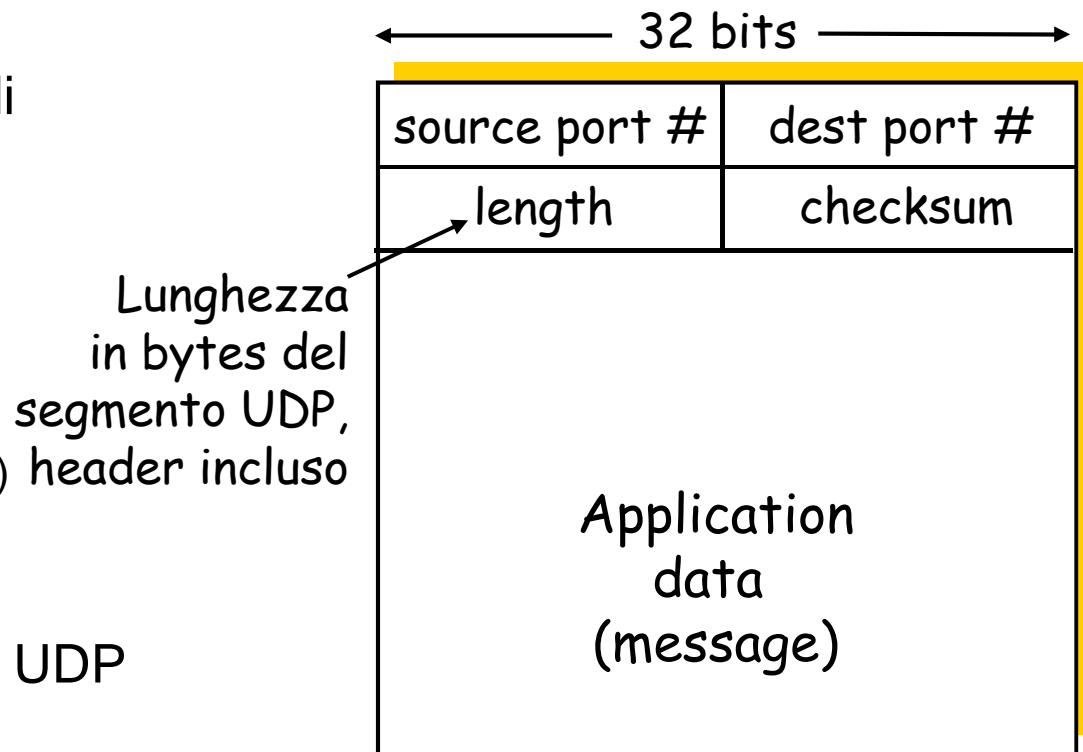 32 bits
li
source port # dest port #
length checksum
Lunghezza
in bytes del
segmento UDP,
) header incluso
Application
data
(message)
UDP